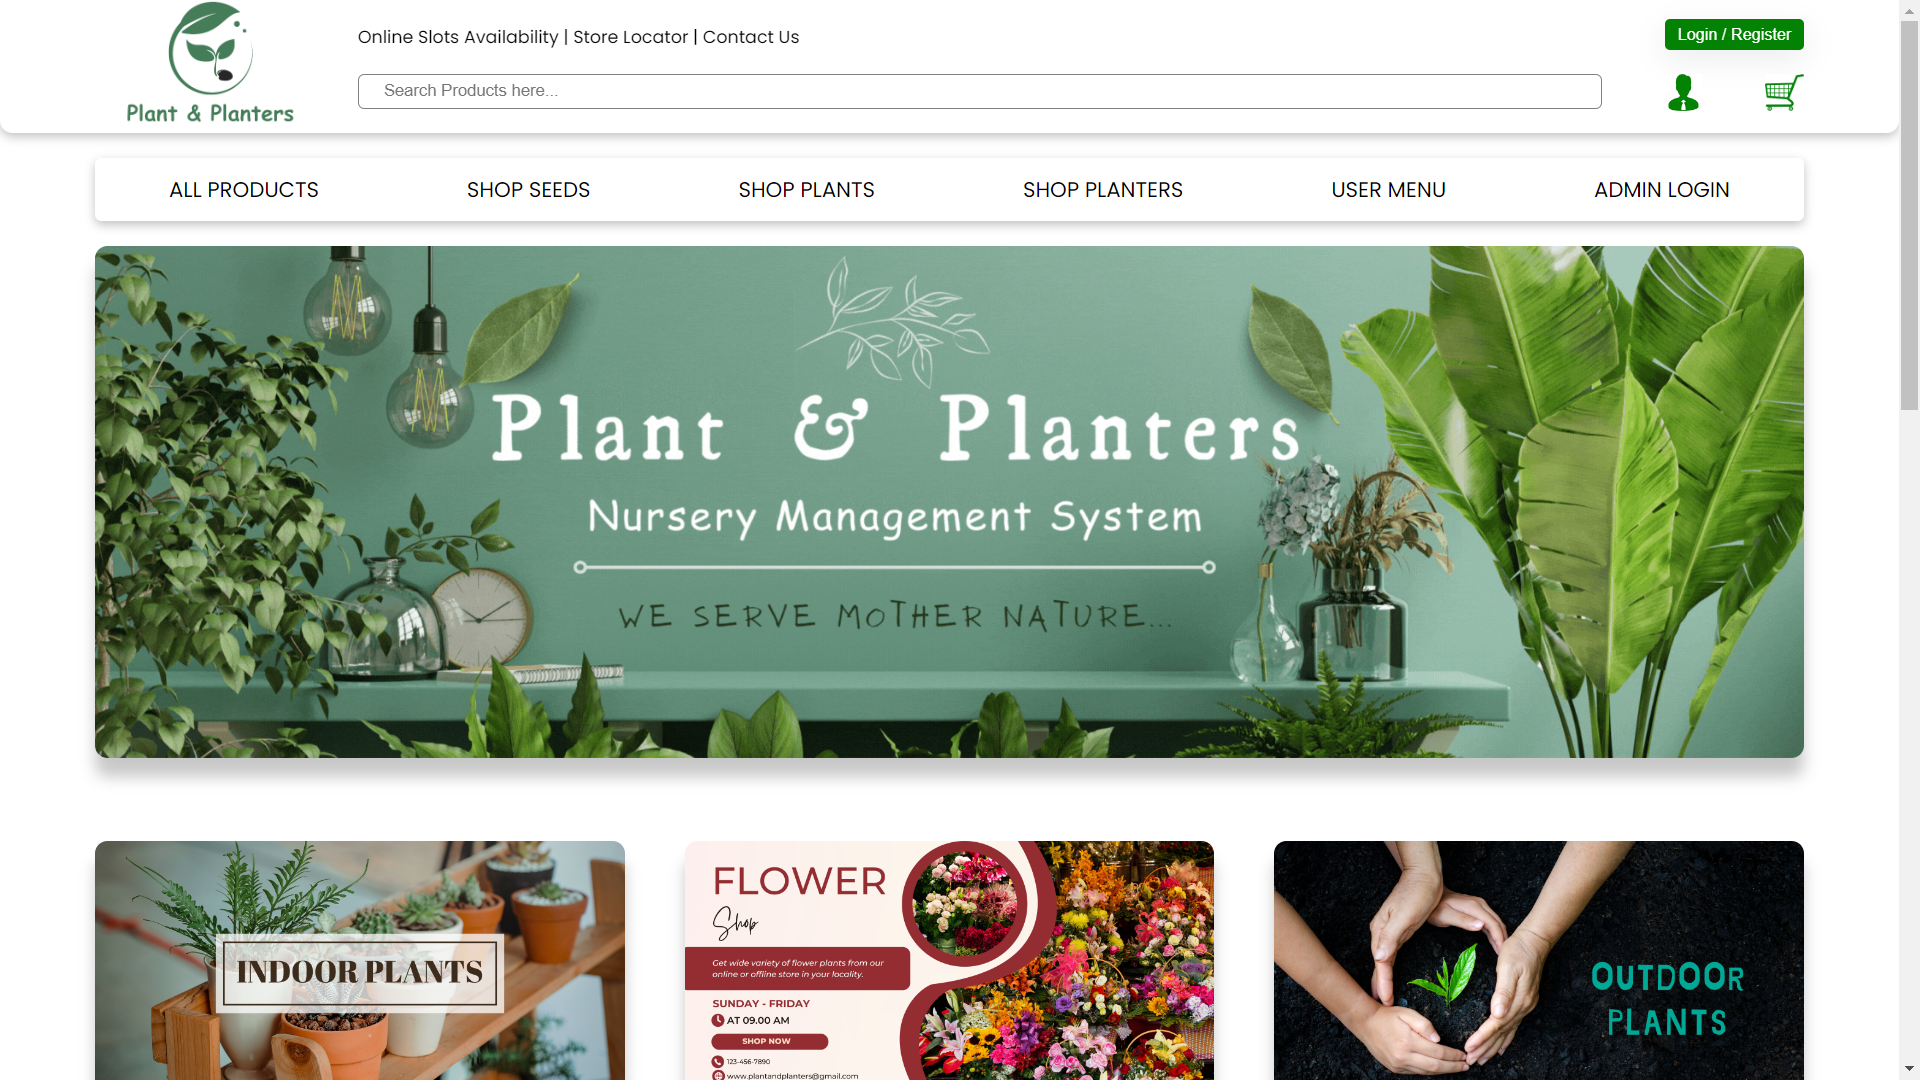 Plant & Planters
Online Slots Availability | Store Locator | Contact Us
Login / Register
Search Products here...
ALL PRODUCTS
SHOP SEEDS
SHOP PLANTS
SHOP PLANTERS
USER MENU
ADMIN LOGIN
Plant & Planters
Nursery Management System
WE SERVE MOTHER NATURE...
INDOOR PLANTS
FLOWER
Shop
Get wide variety of flower plants from our
online or offline store in your locality.
SUNDAY - FRIDAY
AT 09.00 AM
SHOP NOW
123-456-7890
www.plantandplanters@gmail.com
OUTDOOR
PLANTS